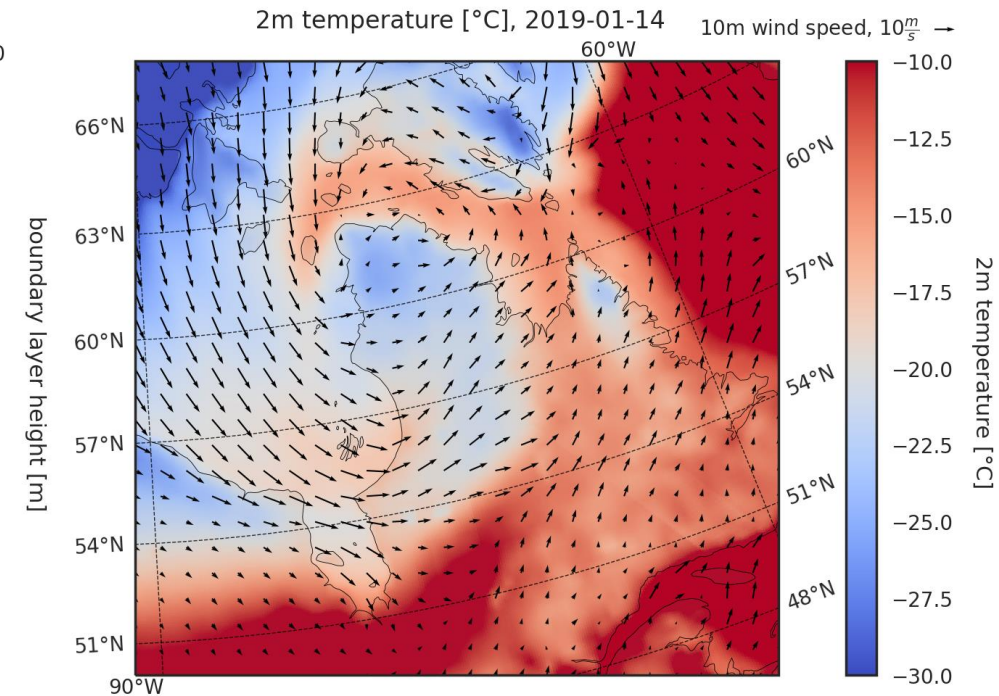 2m temperature [°C], 2019-01-14
10m wind speed, 10 m/s
0
60°W
66°N
63°N
60°N
57°N
54°N
51°N
90°W
60°N
57°N
54°N
51°N
48°N
boundary layer height [m]
−10.0
−12.5
−15.0
−17.5
−20.0
−22.5
−25.0
−27.5
−30.0
2m temperature [°C]